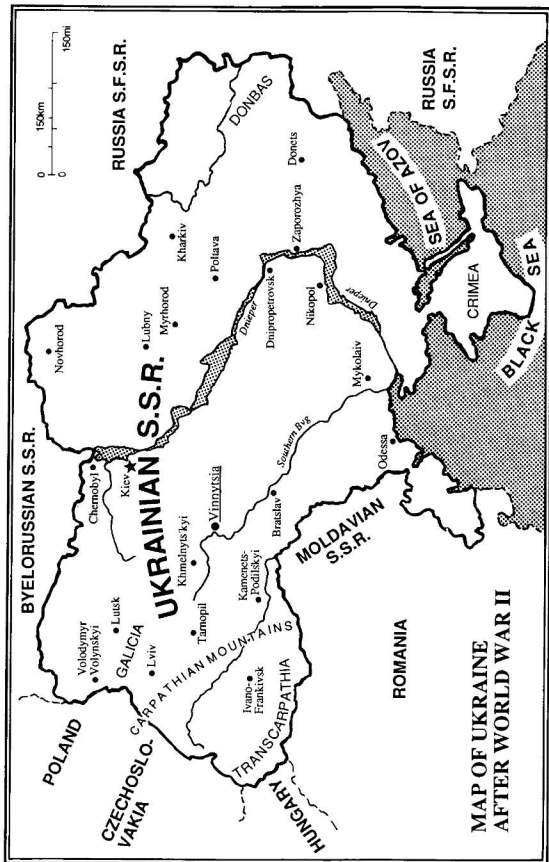 MAP OF UKRAINE
AFTER WORLD WAR II
0
150km
0
150mi
BYELORUSSIAN S.S.R.
RUSSIA S.F.S.R.
POLAND
CZECHOSLO-
VAKIA
HUNGARY
ROMANIA
MOLDAVIAN
S.S.R.
UKRAINIAN S.S.R.
RUSSIA
S.F.S.R.
Novhorod
Chernobyl
Kiev
Lubny
Myrhorod
Kharkiv
Poltava
DONBAS
Donets
Zaporozhya
Dnipropetrovsk
Nikopol
Dnieper
Dnieper
Volodymyr
Volynskyi
Lutsk
GALICIA
Lviv
Tarnopil
Khmelnyts'kyi
Vinnytsia
Southern Bvg
Bratslav
Kamenets-
Podilskyi
CARPATHIAN MOUNTAINS
Ivano-
Frankivsk
TRANSCARPATHIA
Mykolaiv
Odessa
SEA OF AZOV
CRIMEA
BLACK SEA